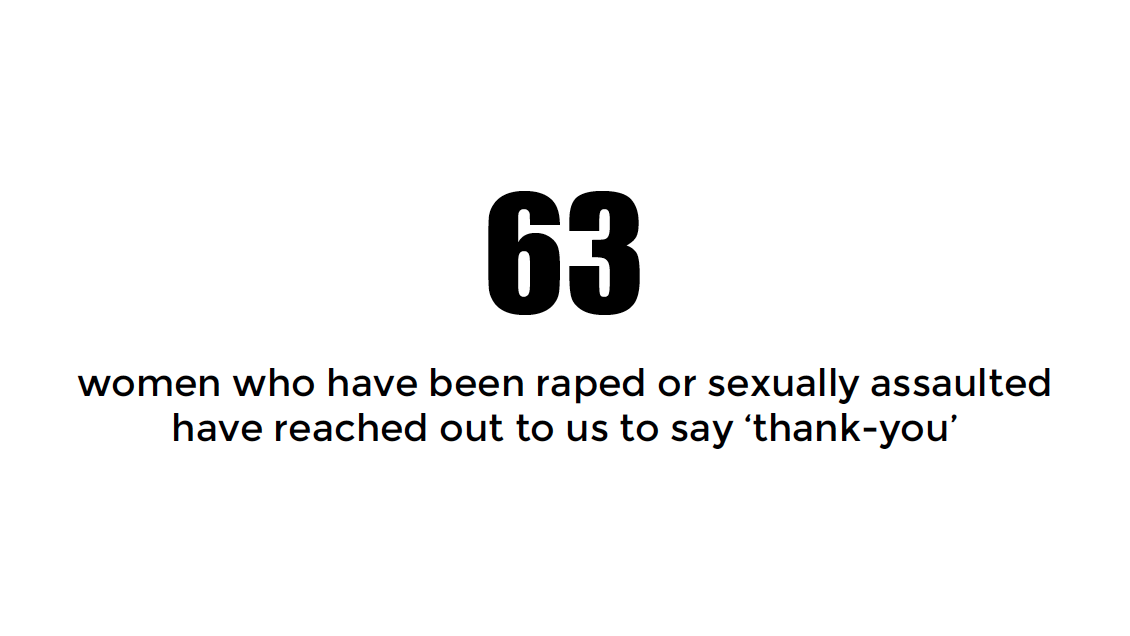 63
women who have been raped or sexually assaulted
have reached out to us to say ‘thank-you’